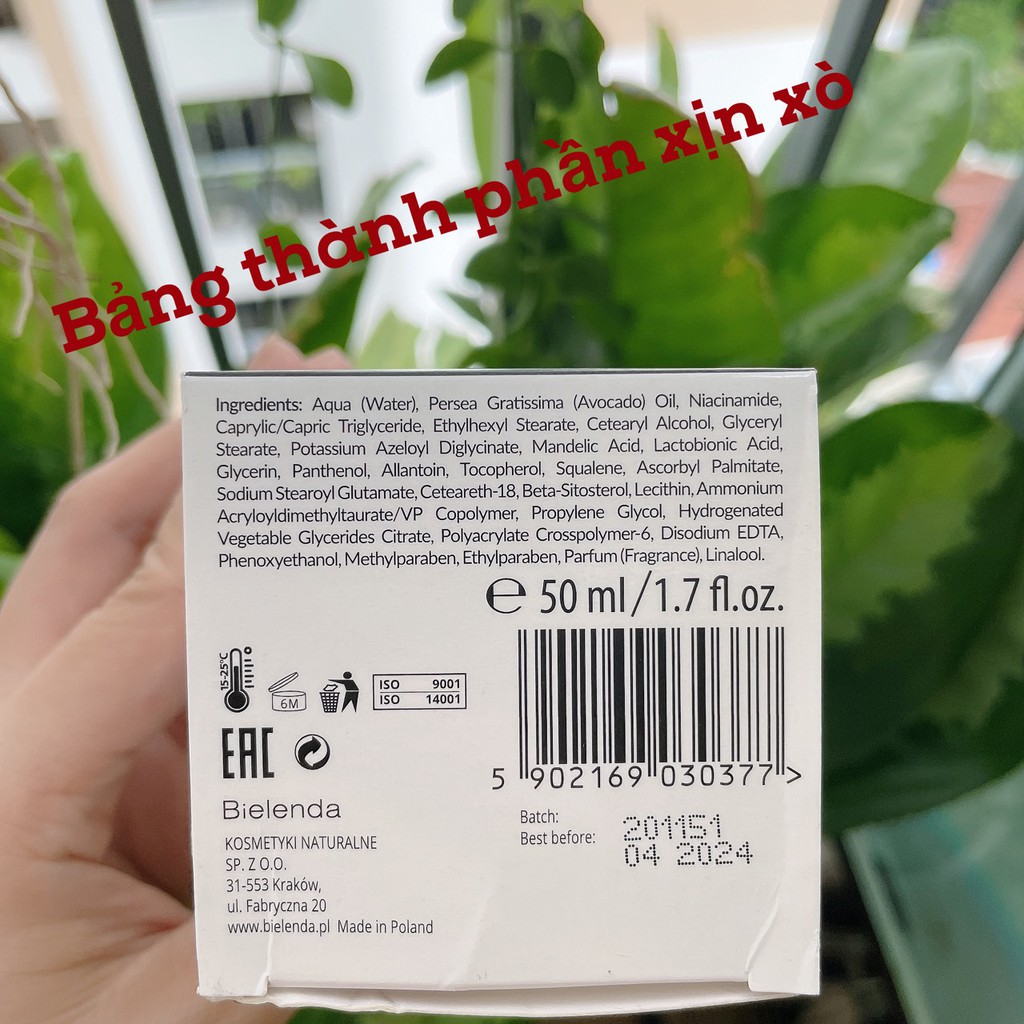 Bảng thành phần xịn xò
Ingredients: Aqua (Water), Persea Gratissima (Avocado) Oil, Niacinamide,
Caprylic/Capric Triglyceride, Ethylhexyl Stearate, Cetearyl Alcohol, Glyceryl
Stearate, Potassium Azeloyl Diglycinate, Mandelic Acid, Lactobionic Acid,
Glycerin, Panthenol, Allantoin, Tocopherol, Squalene, Ascorbyl Palmitate,
Sodium Stearoyl Glutamate, Ceteareth-18, Beta-Sitosterol, Lecithin, Ammonium
Acryloyldimethyltaurate/VP Copolymer, Propylene Glycol, Hydrogenated
Vegetable Glycerides Citrate, Polyacrylate Crosspolymer-6, Disodium EDTA,
Phenoxyethanol, Methylparaben, Ethylparaben, Parfum (Fragrance), Linalool.
℮ 50 ml/1.7 fl.oz.
15-25°C
6M
ISO 9001
ISO 14001
EAC
5 902169 030377 >
Bielenda
KOSMETYKI NATURALNE
SP. Z O.O.
31-553 Kraków,
ul. Fabryczna 20
www.bielenda.pl Made in Poland
Batch: 201151
Best before: 04 2024